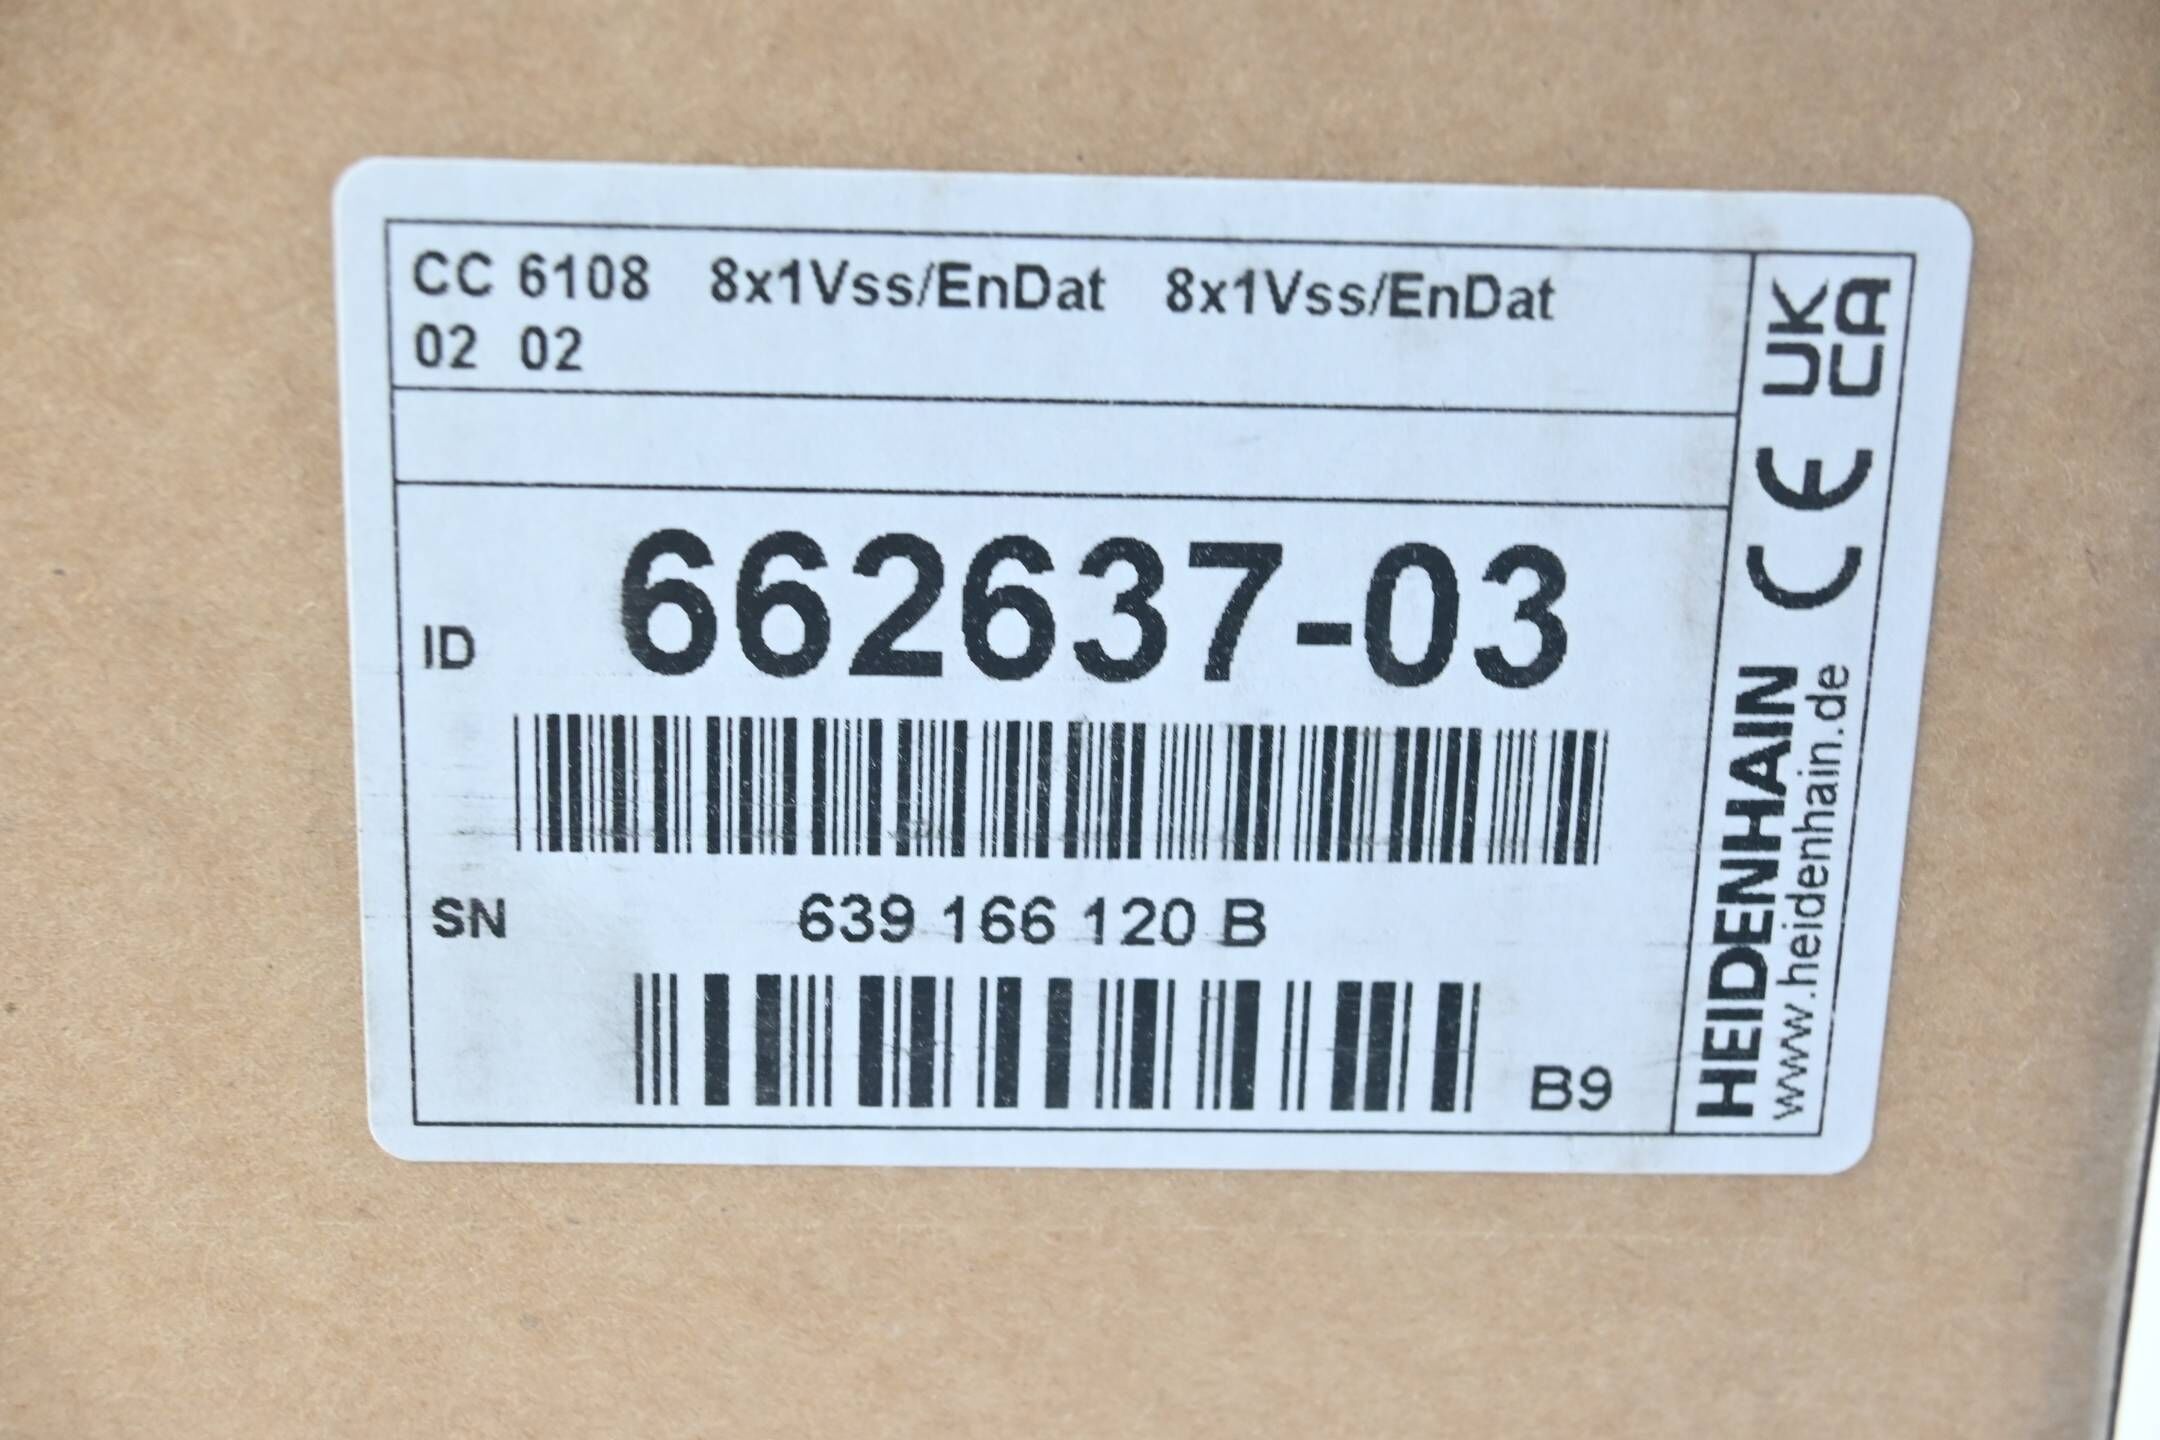 CC 6108 8x1Vss/EnDat 8x1Vss/EnDat
02 02
ID 662637-03
SN 639 166 120 B
B9
HEIDENHAIN CE UK CA
www.heidenhain.de